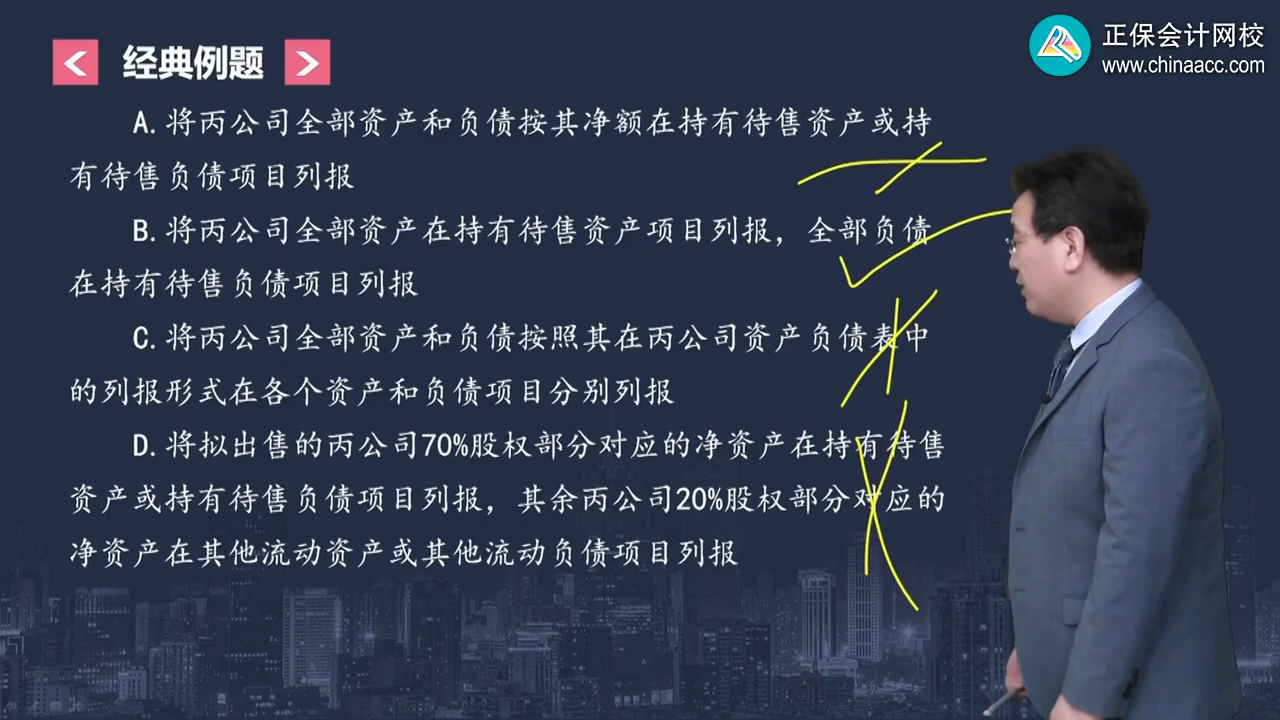 经典例题
正保会计网校
www.chinaacc.com
A.将丙公司全部资产和负债按其净额在持有待售资产或持
有待售负债项目列报
B.将丙公司全部资产在持有待售资产项目列报，全部负债
在持有待售负债项目列报
C.将丙公司全部资产和负债按照其在丙公司资产负债表中
的列报形式在各个资产和负债项目分别列报
D.将拟出售的丙公司70%股权部分对应的净资产在持有待售
资产或持有待售负债项目列报，其余丙公司20%股权部分对应的
净资产在其他流动资产或其他流动负债项目列报